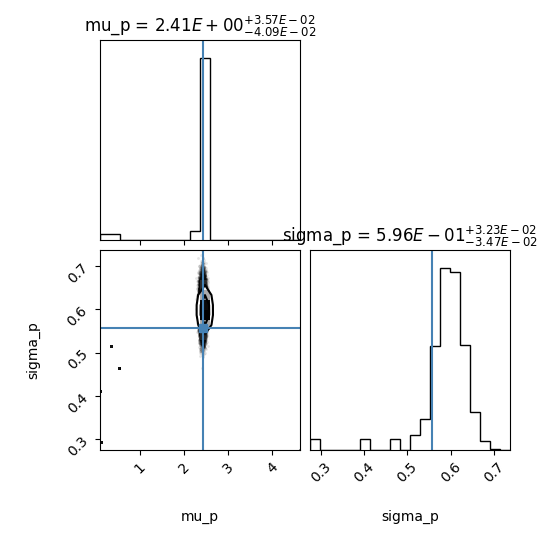 mu_p = 2.41E + 00 +3.57E − 02 −4.09E − 02
sigma_p = 5.96E − 01 +3.23E − 02 −3.47E − 02
0.7
0.6
0.5
0.4
0.3
sigma_p
1 2 3 4
mu_p
0.3 0.4 0.5 0.6 0.7
sigma_p